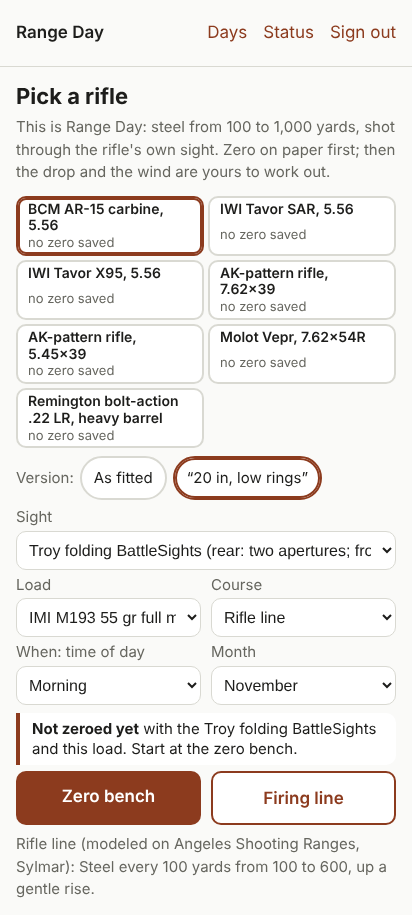 Range Day
Days Status Sign out
Pick a rifle
This is Range Day: steel from 100 to 1,000 yards, shot
through the rifle's own sight. Zero on paper first; then
the drop and the wind are yours to work out.
BCM AR-15 carbine,
5.56
no zero saved
IWI Tavor SAR, 5.56
no zero saved
IWI Tavor X95, 5.56
no zero saved
AK-pattern rifle,
7.62×39
no zero saved
AK-pattern rifle,
5.45×39
no zero saved
Molot Vepr, 7.62×54R
no zero saved
Remington bolt-action
.22 LR, heavy barrel
no zero saved
Version: As fitted “20 in, low rings”
Sight
Troy folding BattleSights (rear: two apertures; fro
Load
IMI M193 55 gr full m
Course
Rifle line
When: time of day
Morning
Month
November
Not zeroed yet with the Troy folding BattleSights
and this load. Start at the zero bench.
Zero bench
Firing line
Rifle line (modeled on Angeles Shooting Ranges,
Sylmar): Steel every 100 yards from 100 to 600, up a
gentle rise.